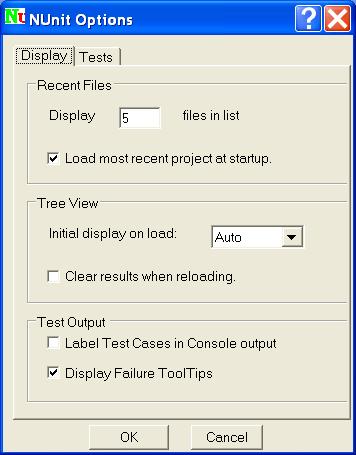 Nu NUnit Options ? X
Display Tests
Recent Files
Display 5 files in list
Load most recent project at startup.
Tree View
Initial display on load: Auto
Clear results when reloading.
Test Output
Label Test Cases in Console output
Display Failure ToolTips
OK Cancel